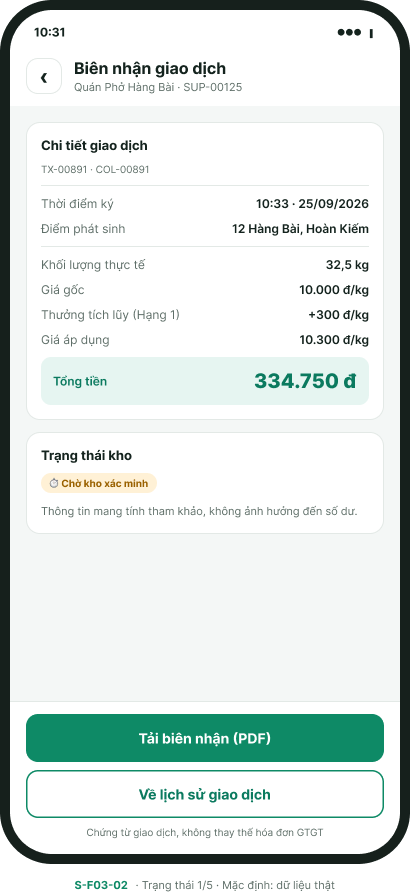 10:31
‹ Biên nhận giao dịch
Quán Phở Hàng Bài · SUP-00125
Chi tiết giao dịch
TX-00891 · COL-00891
Thời điểm ký 10:33 · 25/09/2026
Điểm phát sinh 12 Hàng Bài, Hoàn Kiếm
Khối lượng thực tế 32,5 kg
Giá gốc 10.000 đ/kg
Thưởng tích lũy (Hạng 1) +300 đ/kg
Giá áp dụng 10.300 đ/kg
Tổng tiền 334.750 đ
Trạng thái kho
⏱ Chờ kho xác minh
Thông tin mang tính tham khảo, không ảnh hưởng đến số dư.
Tải biên nhận (PDF)
Về lịch sử giao dịch
Chứng từ giao dịch, không thay thế hóa đơn GTGT
S-F03-02 · Trạng thái 1/5 · Mặc định: dữ liệu thật